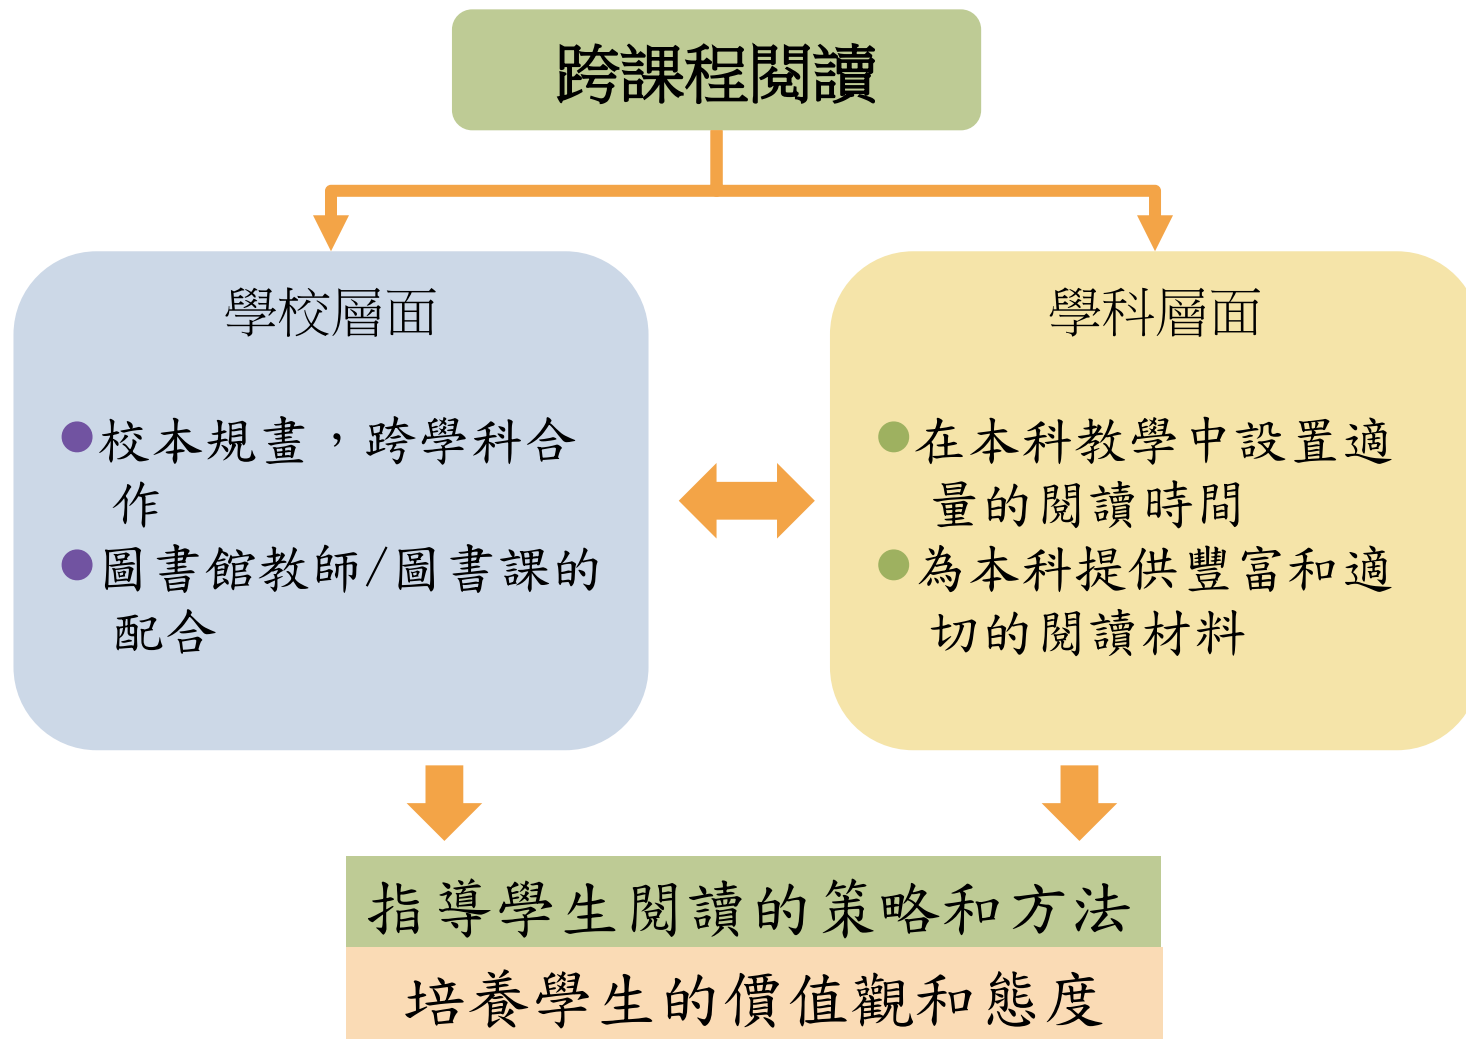 跨課程閱讀
學校層面
●校本規畫，跨學科合
作
●圖書館教師/圖書課的
配合
學科層面
●在本科教學中設置適
量的閱讀時間
●為本科提供豐富和適
切的閱讀材料
指導學生閱讀的策略和方法
培養學生的價值觀和態度